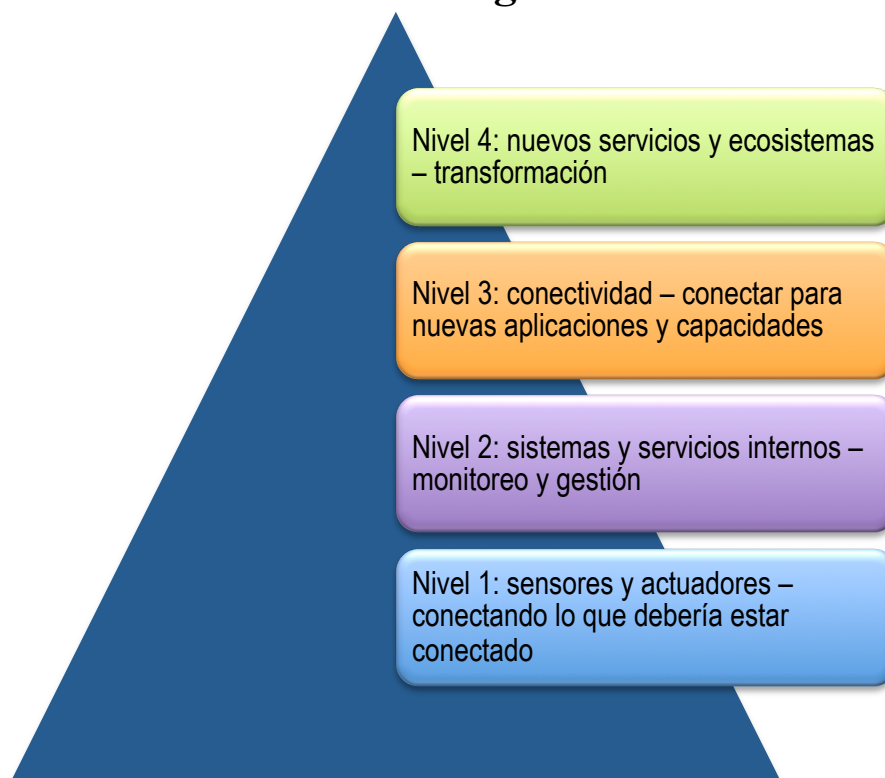 Nivel 4: nuevos servicios y ecosistemas
– transformación
Nivel 3: conectividad – conectar para
nuevas aplicaciones y capacidades
Nivel 2: sistemas y servicios internos –
monitoreo y gestión
Nivel 1: sensores y actuadores –
conectando lo que debería estar
conectado